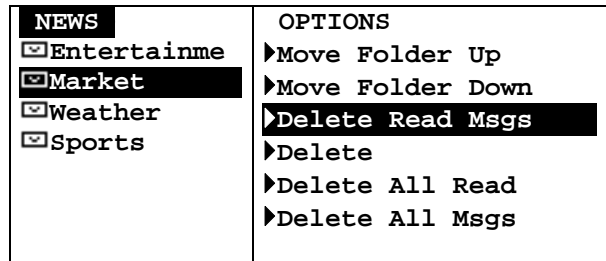 NEWS
Entertainme
Market
Weather
Sports
OPTIONS
Move Folder Up
Move Folder Down
Delete Read Msgs
Delete
Delete All Read
Delete All Msgs